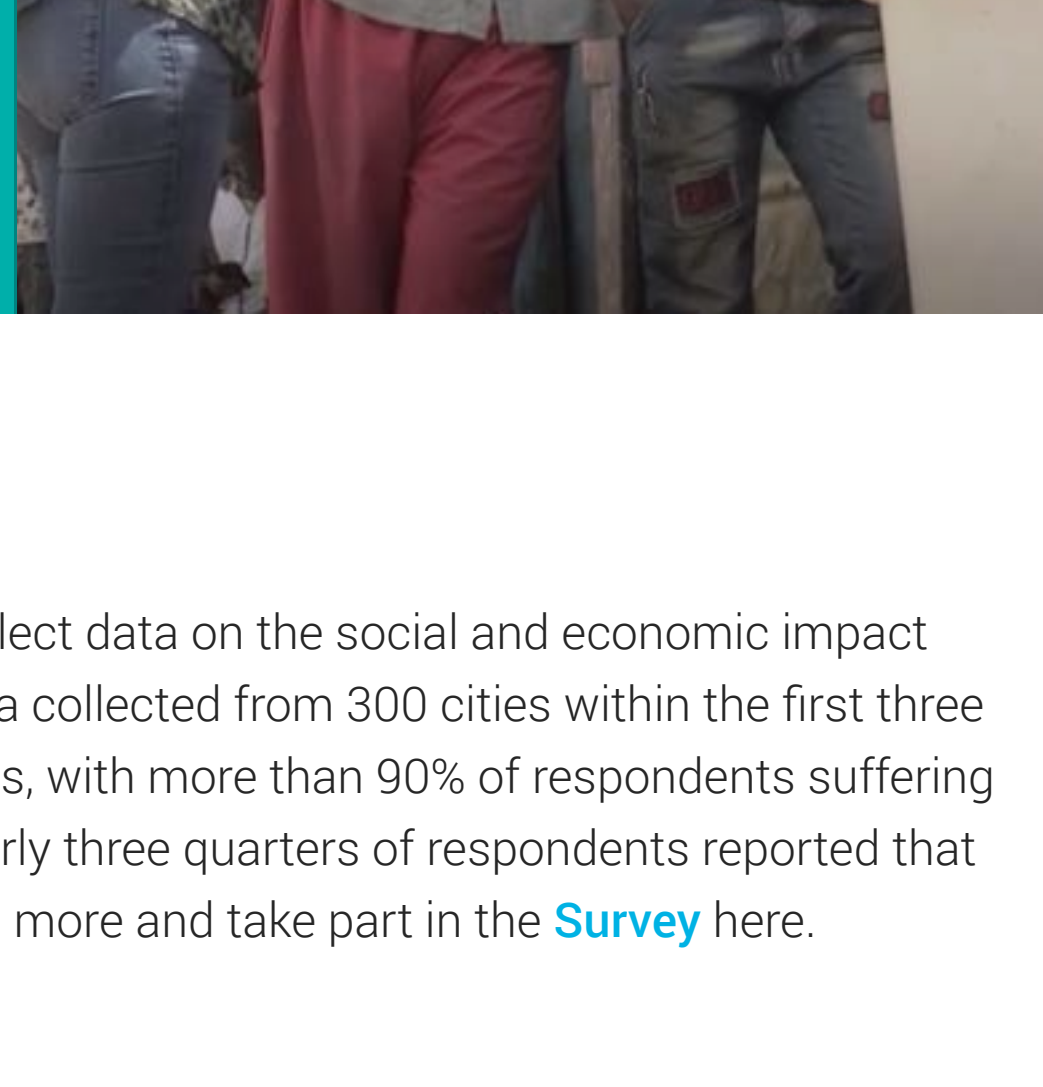 lect data on the social and economic impact
a collected from 300 cities within the first three
s, with more than 90% of respondents suffering
rly three quarters of respondents reported that
more and take part in the Survey here.